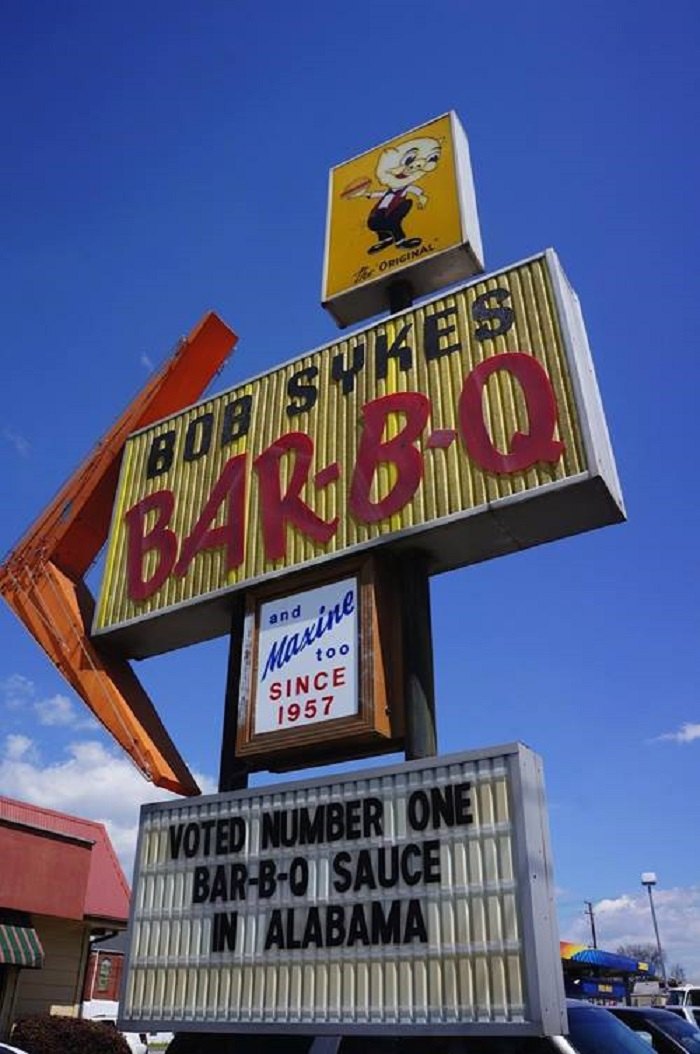 The "ORIGINAL"
BOB SYKES
BAR-B-Q
and
Maxine
too
SINCE
1957
VOTED NUMBER ONE
BAR-B-Q SAUCE
IN ALABAMA